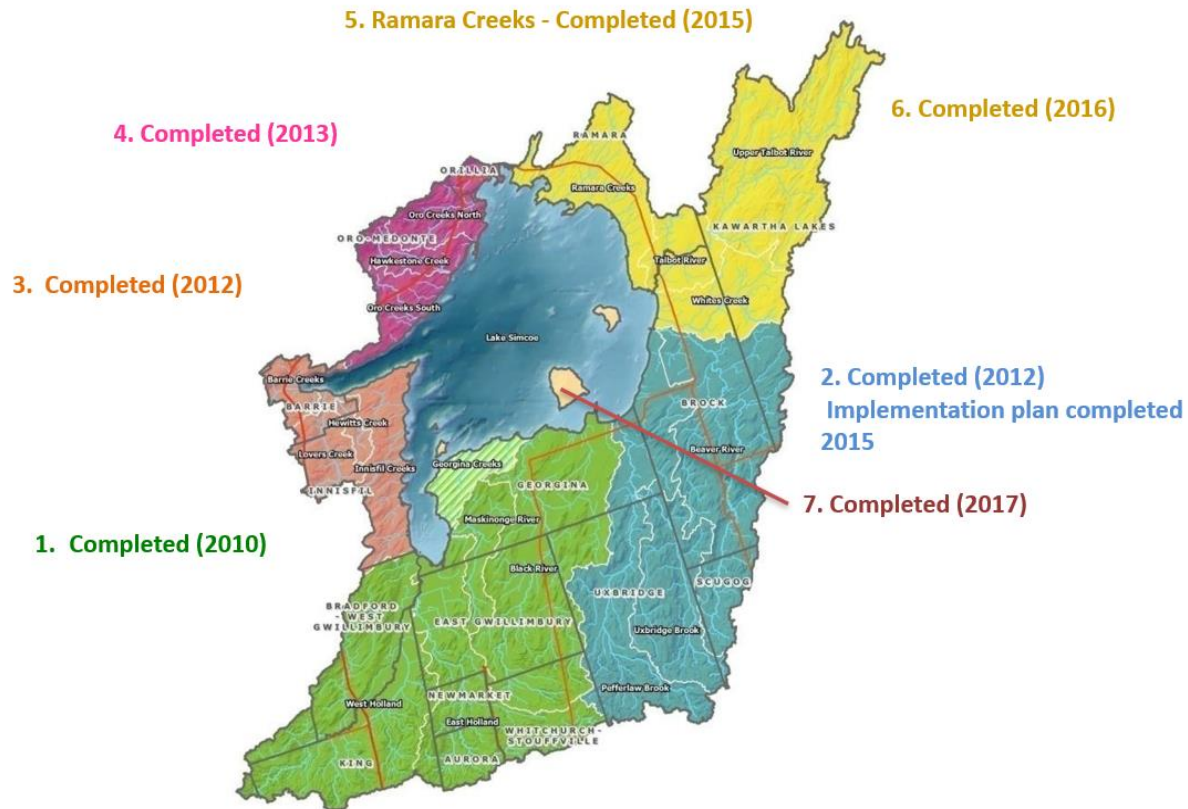 5. Ramara Creeks - Completed (2015)
6. Completed (2016)
4. Completed (2013)
RAMARA
Upper Talbot River
ORILLIA
Ramara Creeks
Oro Creeks North
KAWARTHA LAKES
ORO-MEDONTE
Hawkestone Creek
Talbot River
3. Completed (2012)
Whites Creek
Oro Creeks South
Lake Simcoe
Barrie Creeks
2. Completed (2012)
Implementation plan completed
2015
BARRIE
BROCK
Hewitts Creek
Beaver River
Lovers Creek
Innisfil Creeks
Georgina Creeks
INNISFIL
GEORGINA
7. Completed (2017)
Maskinonge River
1. Completed (2010)
Black River
SCUGOG
UXBRIDGE
BRADFORD
- WEST
GWILLIMBURY
EAST GWILLIMBURY
Uxbridge Brook
Pefferlaw Brook
NEWMARKET
West Holland
East Holland
WHITCHURCH-
STOUFFVILLE
KING
AURORA